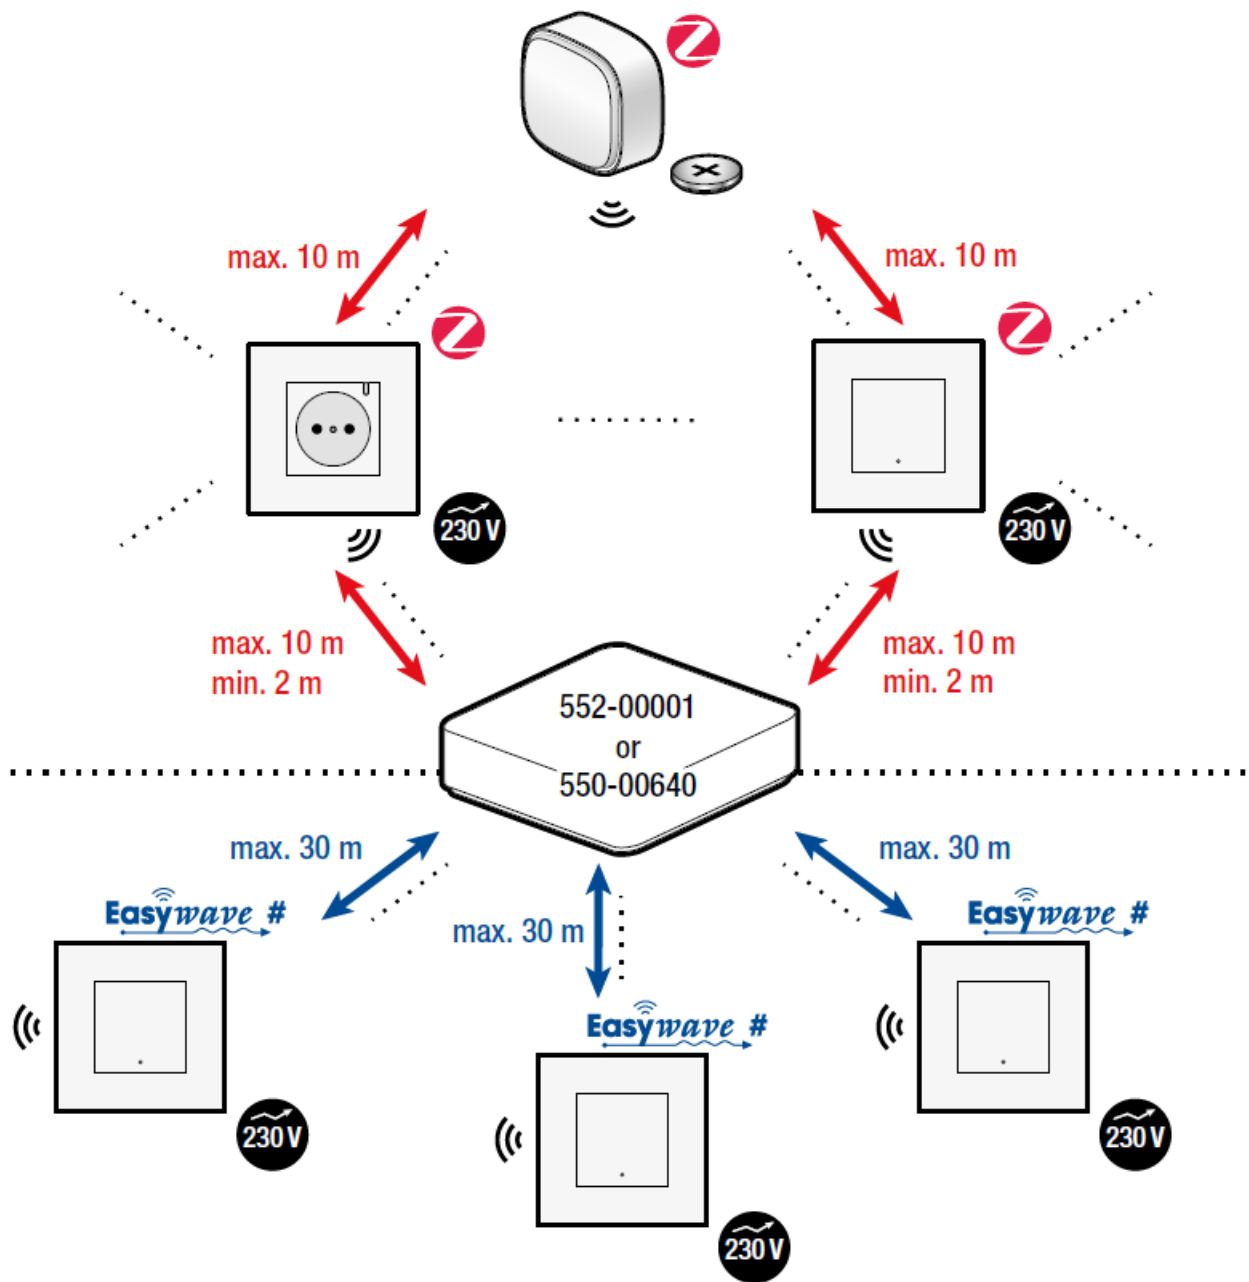 max. 10 m
max. 10 m
230 V
230 V
max. 10 m
min. 2 m
max. 10 m
min. 2 m
552-00001
or
550-00640
max. 30 m
max. 30 m
Easywave #
max. 30 m
Easywave #
Easywave #
230 V
230 V
230 V